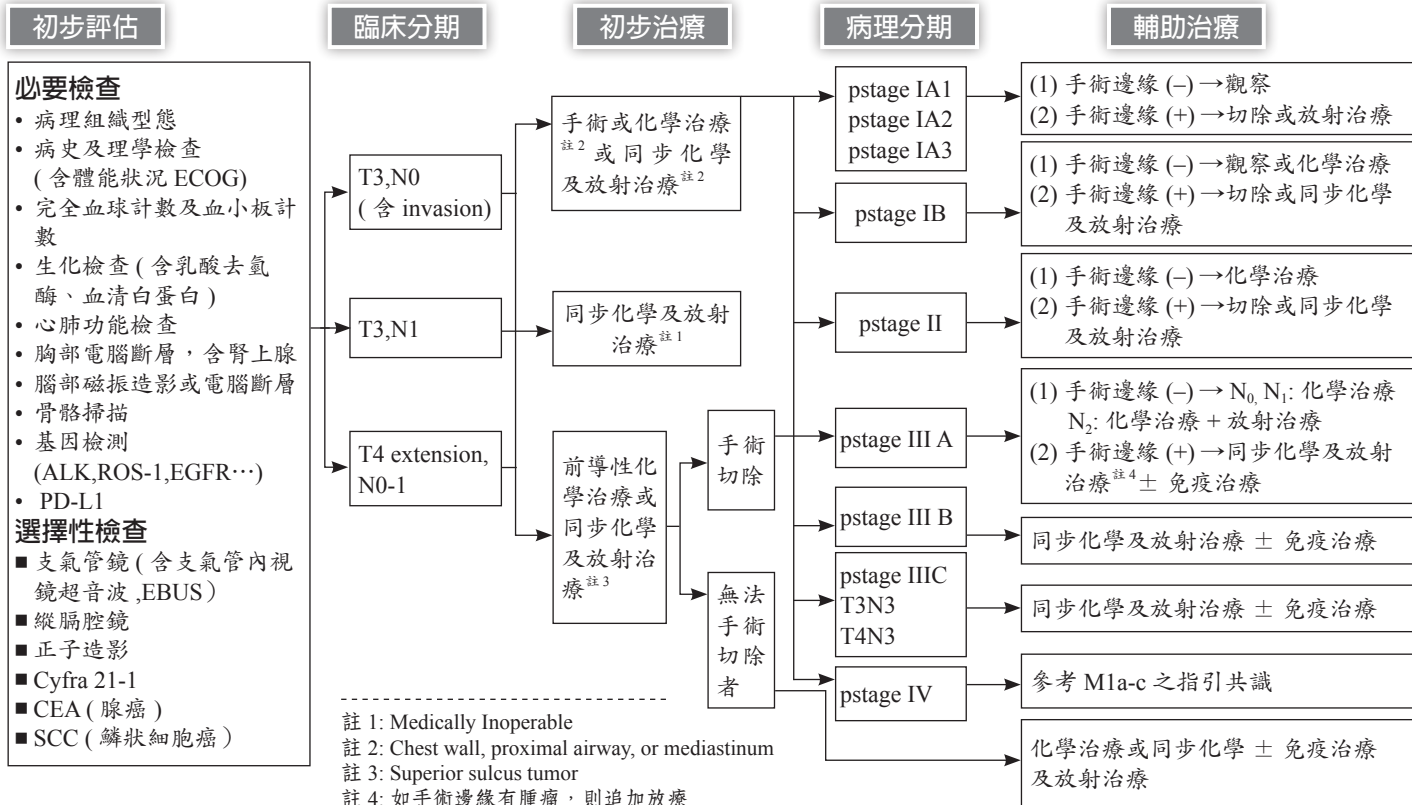 初步評估
臨床分期
初步治療
病理分期
輔助治療
必要檢查
• 病理組織型態
• 病史及理學檢查
( 含體能狀況 ECOG)
• 完全血球計數及血小板計
數
• 生化檢查 ( 含乳酸去氫
酶、血清白蛋白 )
• 心肺功能檢查
• 胸部電腦斷層，含腎上腺
• 腦部磁振造影或電腦斷層
• 骨骼掃描
• 基因檢測
(ALK,ROS-1,EGFR…)
• PD-L1
選擇性檢查
■ 支氣管鏡 ( 含支氣管內視
鏡超音波 ,EBUS）
■ 縱膈腔鏡
■ 正子造影
■ Cyfra 21-1
■ CEA ( 腺癌 )
■ SCC ( 鱗狀細胞癌）
T3,N0
( 含 invasion)
T3,N1
T4 extension,
N0-1
手術或化學治療
註 2 或同步化學
及放射治療註 2
同步化學及放射
治療註 1
前導性化
學治療或
同步化學
及放射治
療註 3
手術
切除
無法
手術
切除
者
pstage IA1
pstage IA2
pstage IA3
pstage IB
pstage II
pstage III A
pstage III B
pstage IIIC
T3N3
T4N3
pstage IV
(1) 手術邊緣 (–) →觀察
(2) 手術邊緣 (+) →切除或放射治療
(1) 手術邊緣 (–) →觀察或化學治療
(2) 手術邊緣 (+) →切除或同步化學
及放射治療
(1) 手術邊緣 (–) →化學治療
(2) 手術邊緣 (+) →切除或同步化學
及放射治療
(1) 手術邊緣 (–) → N0, N1: 化學治療
N2: 化學治療 + 放射治療
(2) 手術邊緣 (+) →同步化學及放射
治療註 4 ± 免疫治療
同步化學及放射治療 ± 免疫治療
同步化學及放射治療 ± 免疫治療
參考 M1a-c 之指引共識
化學治療或同步化學 ± 免疫治療
及放射治療
註 1: Medically Inoperable
註 2: Chest wall, proximal airway, or mediastinum
註 3: Superior sulcus tumor
註 4: 如手術邊緣有腫瘤，則追加放療